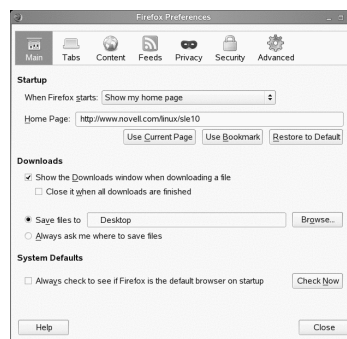 Firefox Preferences
Main Tabs Content Feeds Privacy Security Advanced
Startup
When Firefox starts: Show my home page
Home Page: http://www.novell.com/linux/sle10
Use Current Page Use Bookmark Restore to Default
Downloads
Show the Downloads window when downloading a file
Close it when all downloads are finished
Save files to Desktop Browse...
Always ask me where to save files
System Defaults
Always check to see if Firefox is the default browser on startup Check Now
Help Close